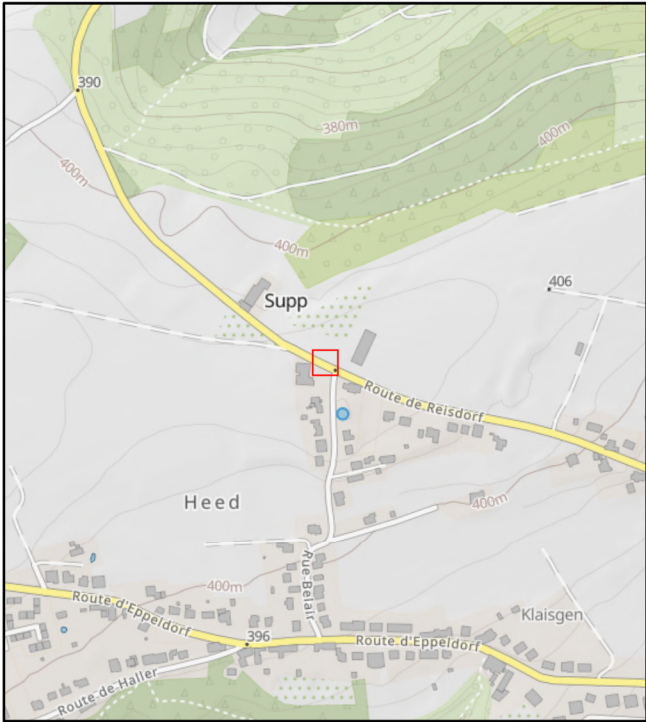 390
380m
400m
400m
400m
406
Supp
Route de Reisdorf
Heed
400m
400m
Rue Belair
Route d'Eppeldorf
Klaisgen
396
Route d'Eppeldorf
Route de Haller